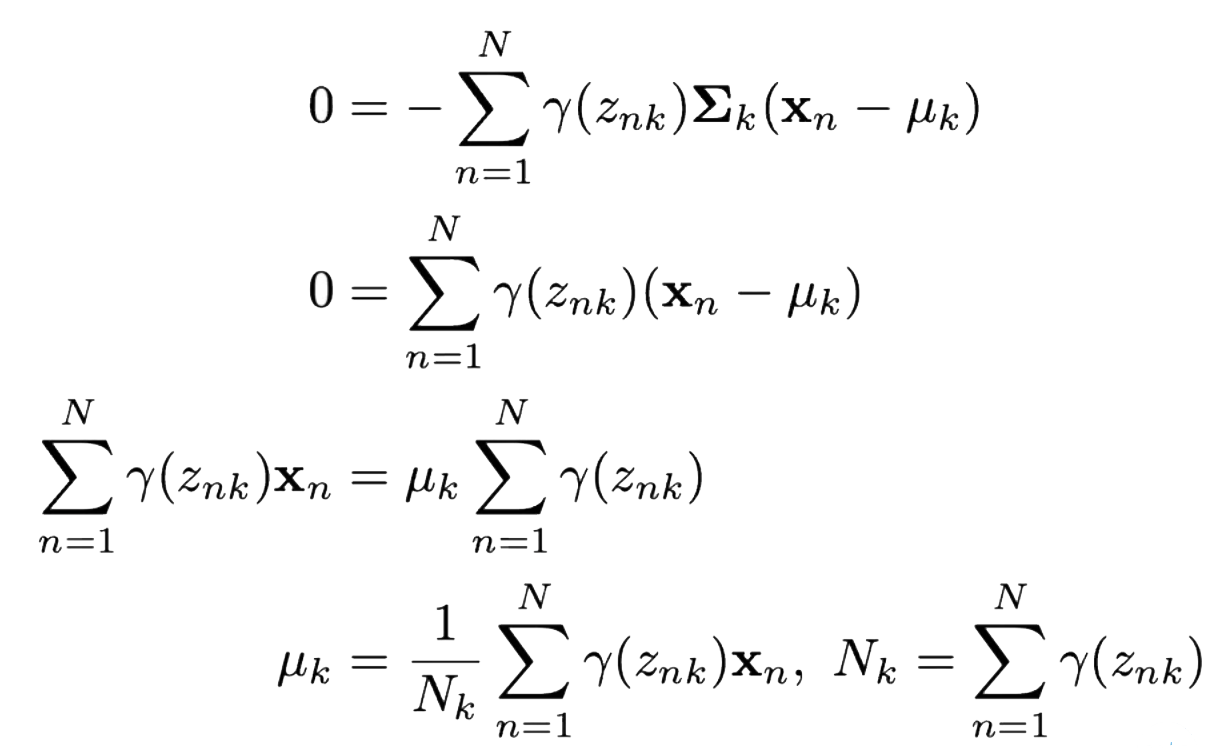 0 = -\sum_{n=1}^{N} \gamma(z_{nk}) \mathbf{\Sigma}_k (\mathbf{x}_n - \mu_k)
0 = \sum_{n=1}^{N} \gamma(z_{nk}) (\mathbf{x}_n - \mu_k)
\sum_{n=1}^{N} \gamma(z_{nk}) \mathbf{x}_n = \mu_k \sum_{n=1}^{N} \gamma(z_{nk})
\mu_k = \frac{1}{N_k} \sum_{n=1}^{N} \gamma(z_{nk}) \mathbf{x}_n, \; N_k = \sum_{n=1}^{N} \gamma(z_{nk})